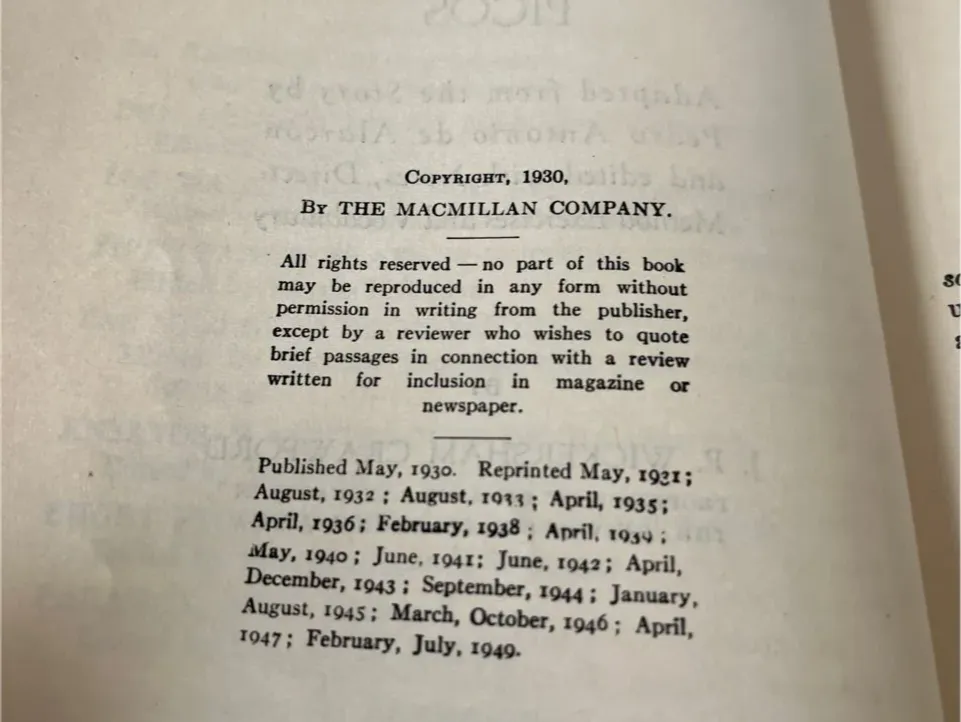 COPYRIGHT, 1930,
BY THE MACMILLAN COMPANY.
All rights reserved — no part of this book
may be reproduced in any form without
permission in writing from the publisher,
except by a reviewer who wishes to quote
brief passages in connection with a review
written for inclusion in magazine or
newspaper.
Published May, 1930. Reprinted May, 1931;
August, 1932; August, 1933; April, 1935;
April, 1936; February, 1938; April, 1939;
May, 1940; June, 1941; June, 1942; April,
December, 1943; September, 1944; January,
August, 1945; March, October, 1946; April,
1947; February, July, 1949.